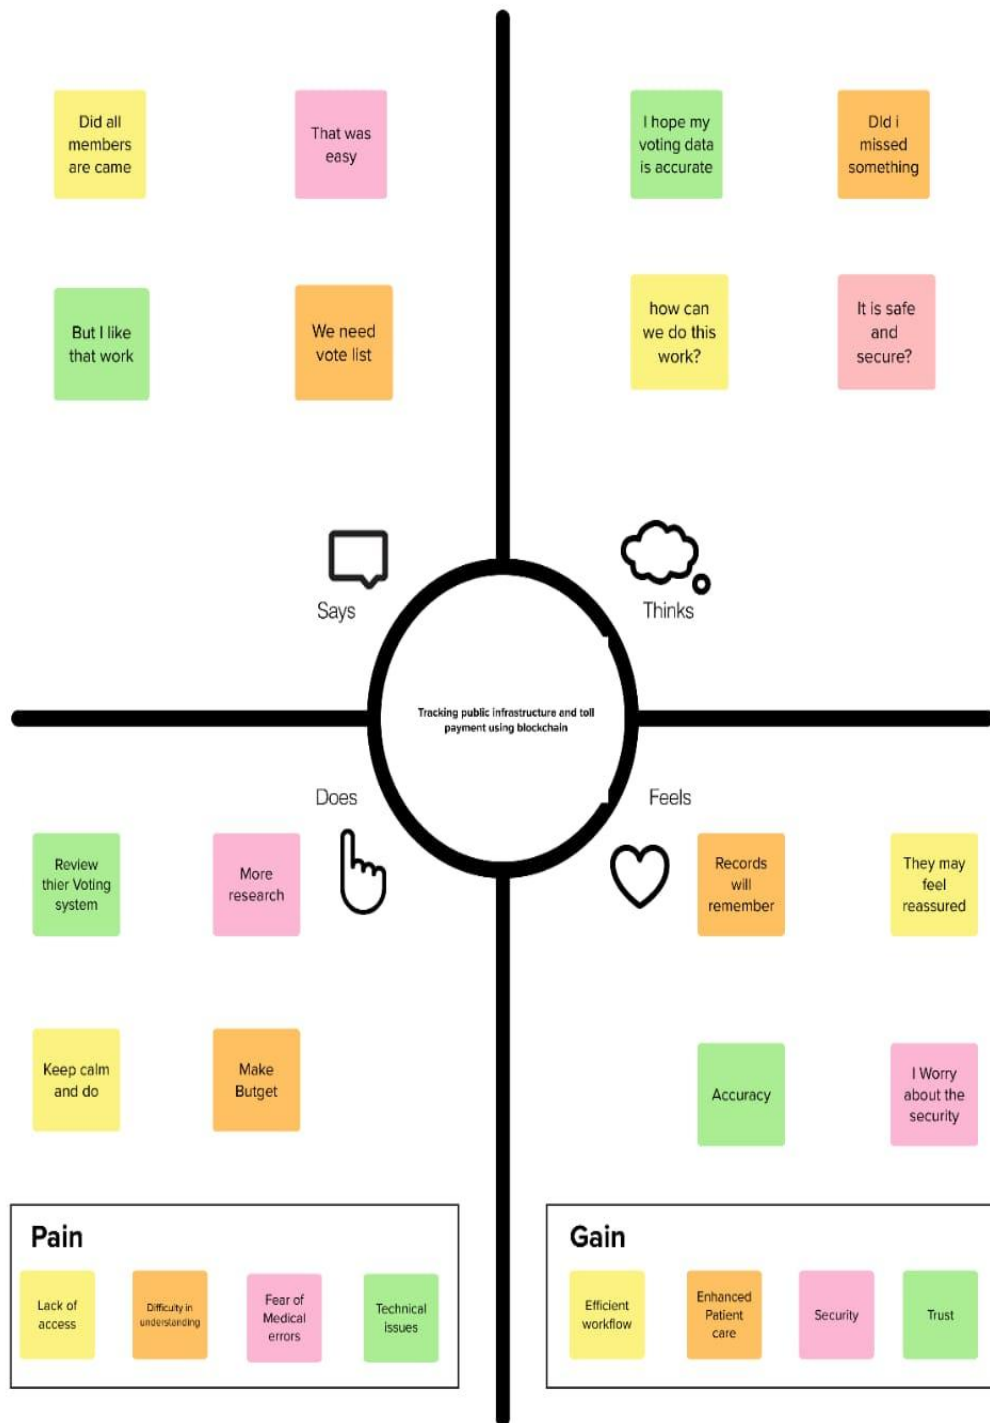 Did all
members
are came
That was
easy
I hope my
voting data
is accurate
DId i
missed
something
But I like
that work
We need
vote list
how can
we do this
work?
It is safe
and
secure?
Says
Thinks
Tracking public infrastructure and toll
payment using blockchain
Does
Feels
Review
thier Voting
system
More
research
Records
will
remember
They may
feel
reassured
Keep calm
and do
Make
Butget
Accuracy
I Worry
about the
security
Pain
Lack of
access
Difficulty in
understanding
Fear of
Medical
errors
Technical
issues
Gain
Efficient
workflow
Enhanced
Patient
care
Security
Trust